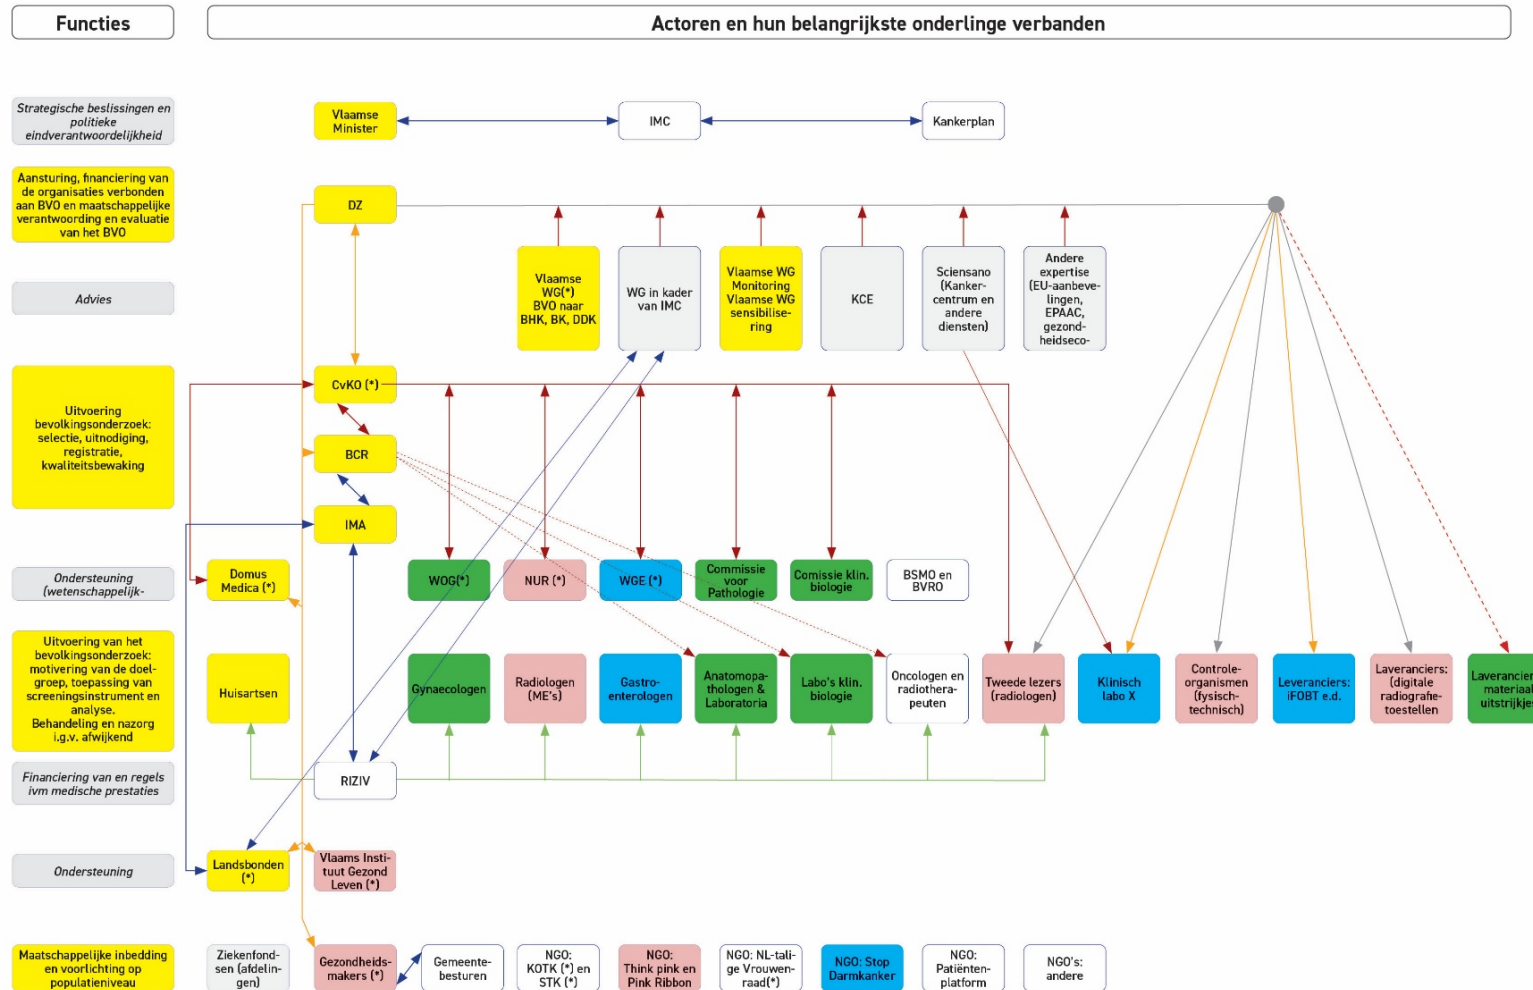 Functies
Actoren en hun belangrijkste onderlinge verbanden
Strategische beslissingen en
politieke
eindverantwoordelijkheid
Vlaamse
Minister
IMC
Kankerplan
Aansturing, financiering van
de organisaties verbonden
aan BVO en maatschappelijke
verantwoording en evaluatie
van het BVO
DZ
Advies
Vlaamse
WG(*)
BVO naar
BHK, BK, DDK
WG in kader
van IMC
Vlaamse WG
Monitoring
Vlaamse WG
sensibilise-
ring
KCE
Sciensano
(Kanker-
centrum en
andere
diensten)
Andere
expertise
(EU-aanbeve-
lingen,
EPAAC,
gezond-
heidseco-
Uitvoering
bevolkingsonderzoek:
selectie, uitnodiging,
registratie,
kwaliteitsbewaking
CvKO (*)
BCR
IMA
Ondersteuning
(wetenschappelijk-
Domus
Medica (*)
WOG(*)
NUR (*)
WGE (*)
Commissie
voor
Pathologie
Comissie klin.
biologie
BSMO en
BVRO
Uitvoering van het
bevolkingsonderzoek:
motivering van de doel-
groep, toepassing van
screeningsinstrument en
analyse.
Behandeling en nazorg
i.g.v. afwijkend
Huisartsen
Gynaecologen
Radiologen
(ME's)
Gastro-
enterologen
Anatomopa-
thologen &
Laboratoria
Labo's klin.
biologie
Oncologen en
radiothera-
peuten
Tweede lezers
(radiologen)
Klinisch
labo X
Controle-
organismen
(fysisch-
technisch)
Leveranciers:
iFOBT e.d.
Laveranciers:
(digitale
radiografie-
toestellen
Laverancier
materiaal
uitstrijkjes
Financiering van en regels
ivm medische prestaties
RIZIV
Ondersteuning
Landsbonden
(*)
Vlaams Insti-
tuut Gezond
Leven (*)
Maatschappelijke inbedding
en voorlichting op
populatieniveau
Ziekenfond-
sen (afdelin-
gen)
Gezondheids-
makers (*)
Gemeente-
besturen
NGO:
KOTK (*) en
STK (*)
NGO:
Think pink en
Pink Ribbon
NGO: NL-tali-
ge Vrouwen-
raad(*)
NGO: Stop
Darmkanker
NGO:
Patiënten-
platform
NGO's:
andere